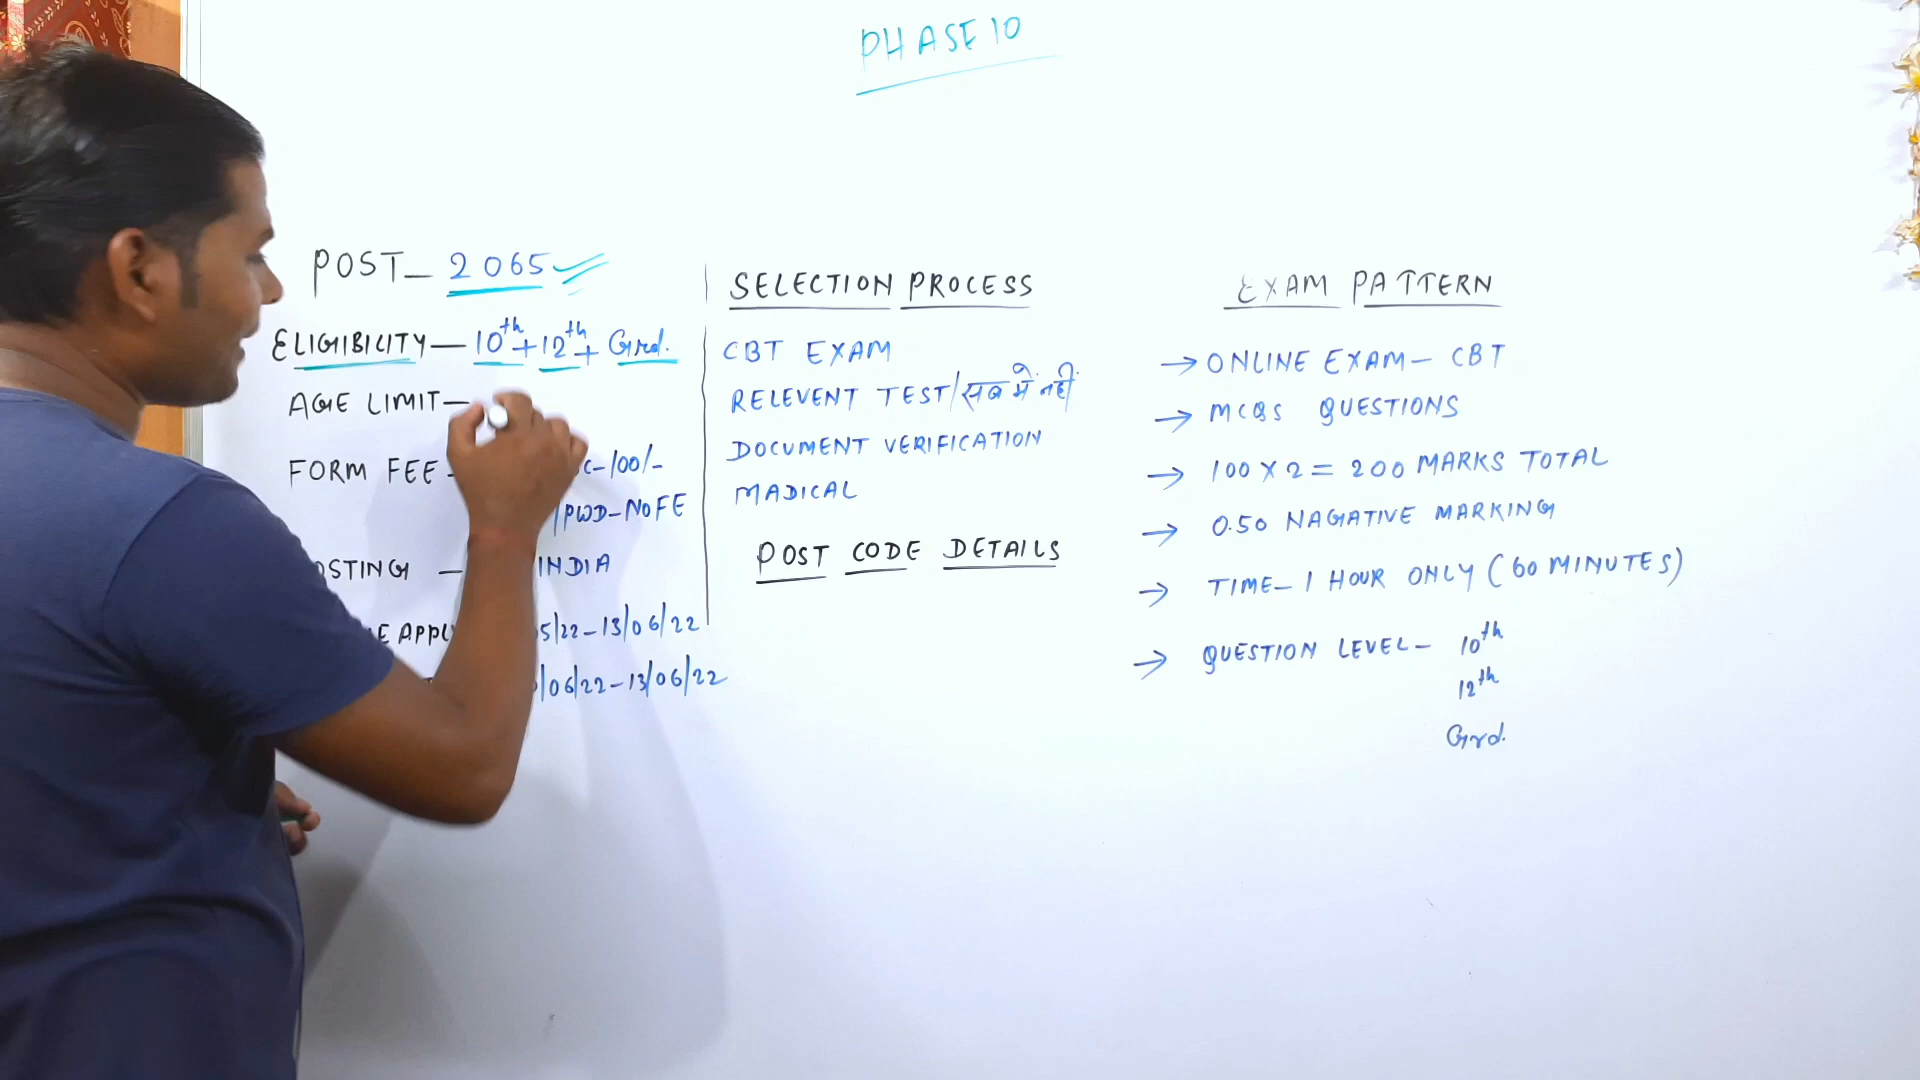 PHASE 10
POST- 2065
ELIGIBILITY- 10th + 12th + Grd.
AGE LIMIT-
FORM FEE - -100/-
/PWD-NOFE
- INDIA
5/22-13/06/22
/06/22-13/06/22
SELECTION PROCESS
CBT EXAM
RELEVENT TEST/सब में नहीं
DOCUMENT VERIFICATION
MADICAL
POST CODE DETAILS
EXAM PATTERN
→ ONLINE EXAM- CBT
→ MCQS QUESTIONS
→ 100 X 2 = 200 MARKS TOTAL
→ 0.50 NAGATIVE MARKING
→ TIME- 1 HOUR ONLY (60 MINUTES)
→ QUESTION LEVEL- 10th
12th
Grd.